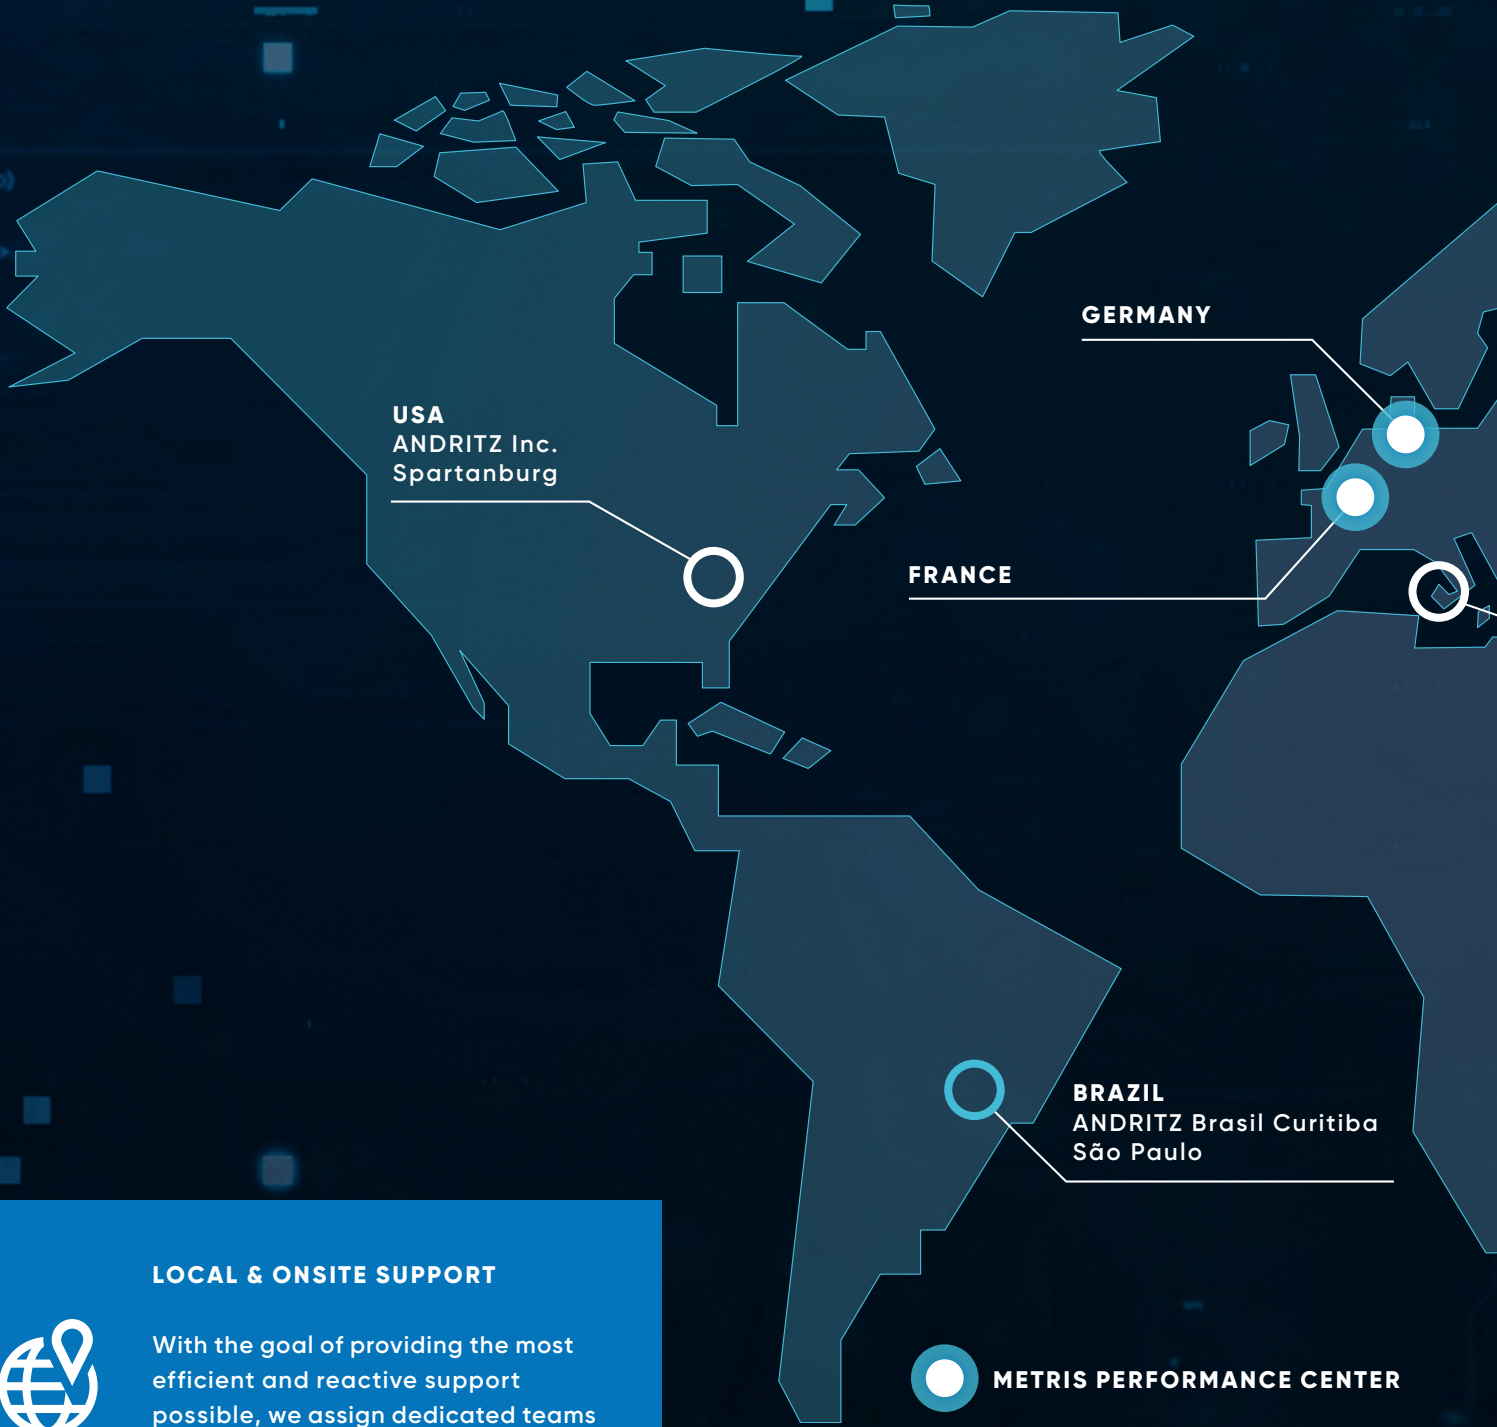 GERMANY
USA
ANDRITZ Inc.
Spartanburg
FRANCE
BRAZIL
ANDRITZ Brasil Curitiba
São Paulo
LOCAL & ONSITE SUPPORT
With the goal of providing the most
efficient and reactive support
possible, we assign dedicated teams
METRIS PERFORMANCE CENTER